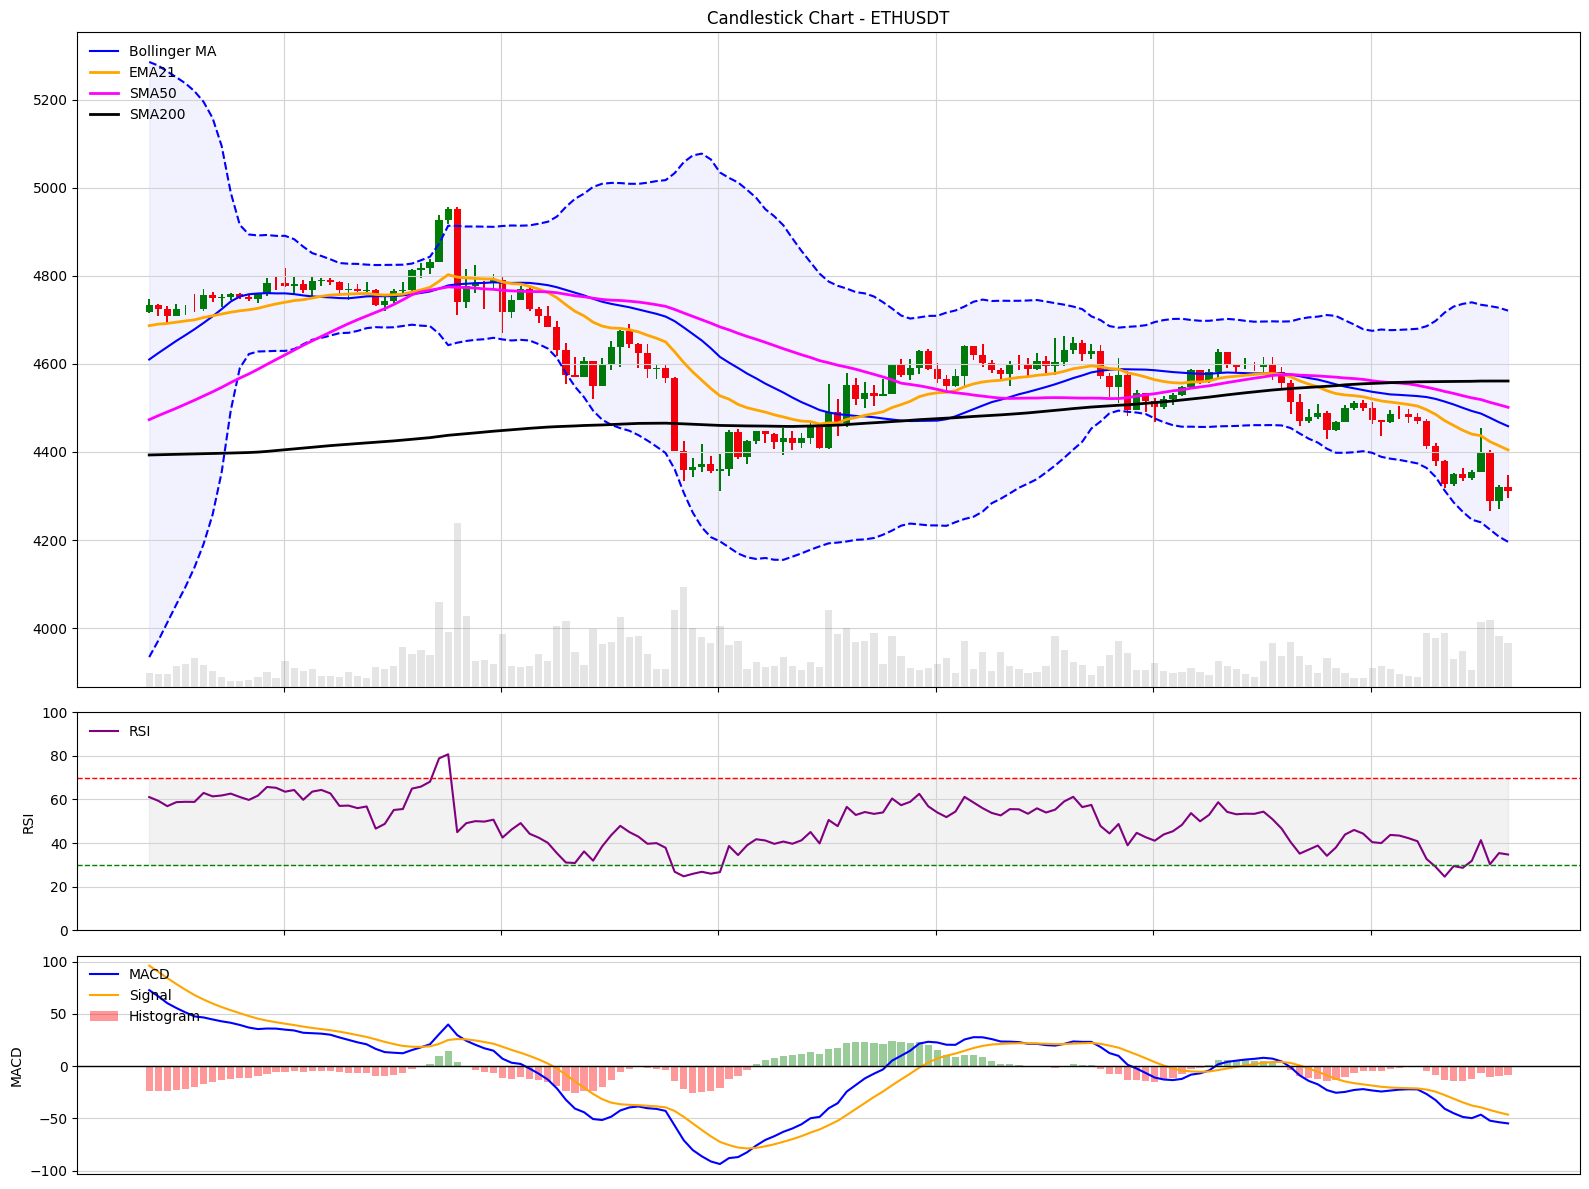 Candlestick Chart - ETHUSDT
Bollinger MA
EMA21
SMA50
SMA200
5200
5000
4800
4600
4400
4200
4000
RSI
100
80
60
40
20
0
RSI
MACD
Signal
Histogram
100
50
0
−50
−100
MACD